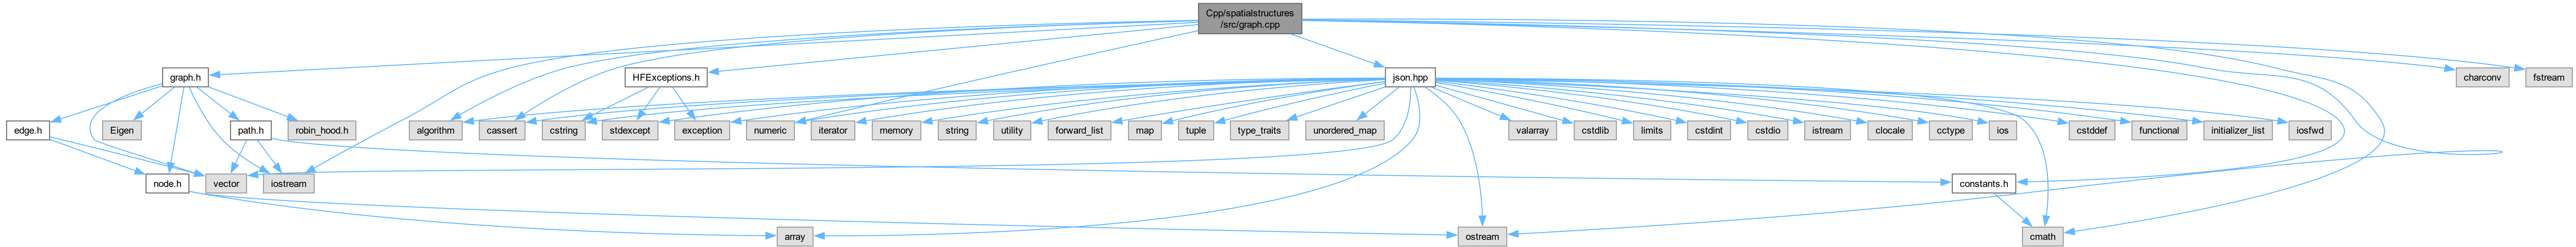 Cpp/spatialstructures
/src/graph.cpp
graph.h
HFExceptions.h
json.hpp
charconv
fstream
edge.h
Eigen
path.h
robin_hood.h
algorithm
cassert
cstring
stdexcept
exception
numeric
iterator
memory
string
utility
forward_list
map
tuple
type_traits
unordered_map
valarray
cstdlib
limits
cstdint
cstdio
istream
clocale
cctype
ios
cstddef
functional
initializer_list
iosfwd
node.h
vector
iostream
constants.h
array
ostream
cmath